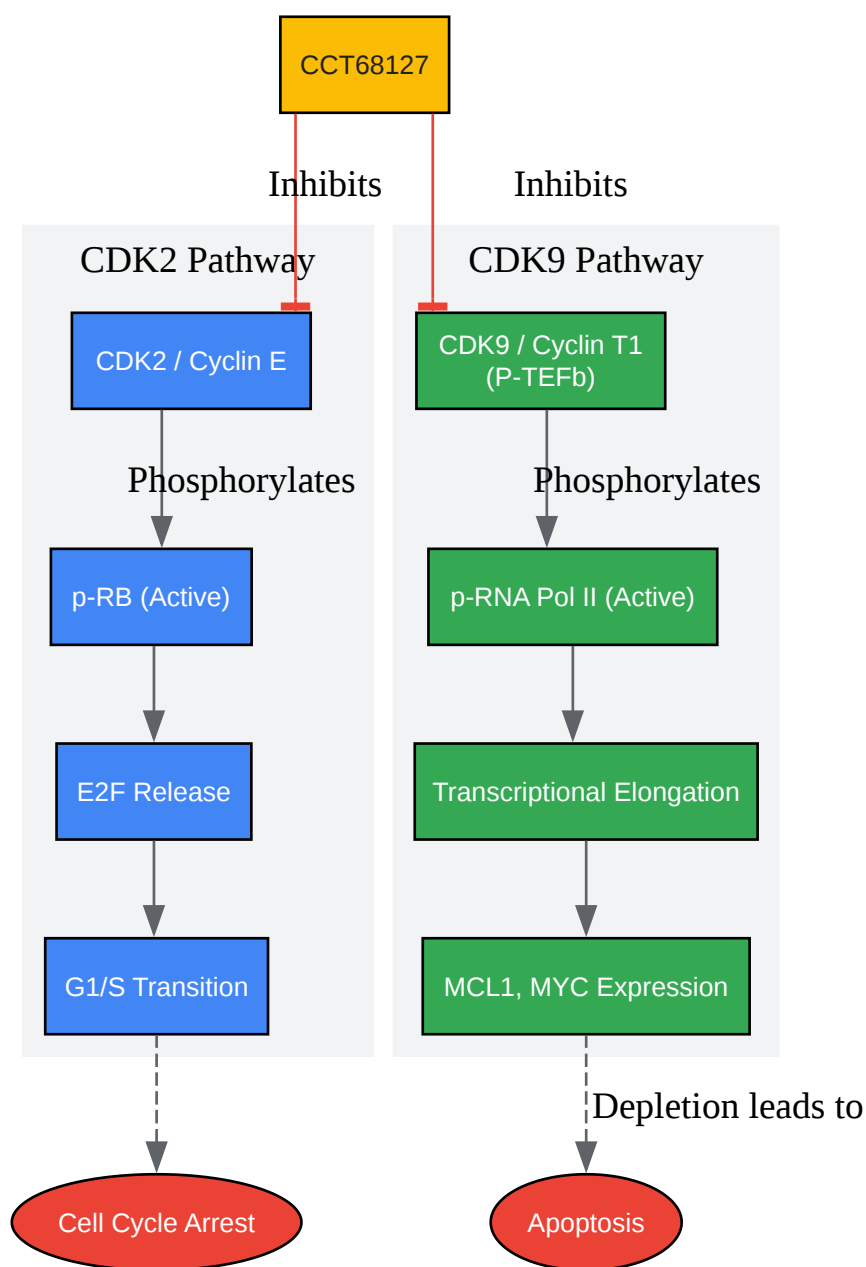 CCT68127
Inhibits
Inhibits
CDK2 Pathway
CDK9 Pathway
CDK2 / Cyclin E
CDK9 / Cyclin T1
(P-TEFb)
Phosphorylates
Phosphorylates
p-RB (Active)
p-RNA Pol II (Active)
E2F Release
Transcriptional Elongation
G1/S Transition
MCL1, MYC Expression
Depletion leads to
Cell Cycle Arrest
Apoptosis